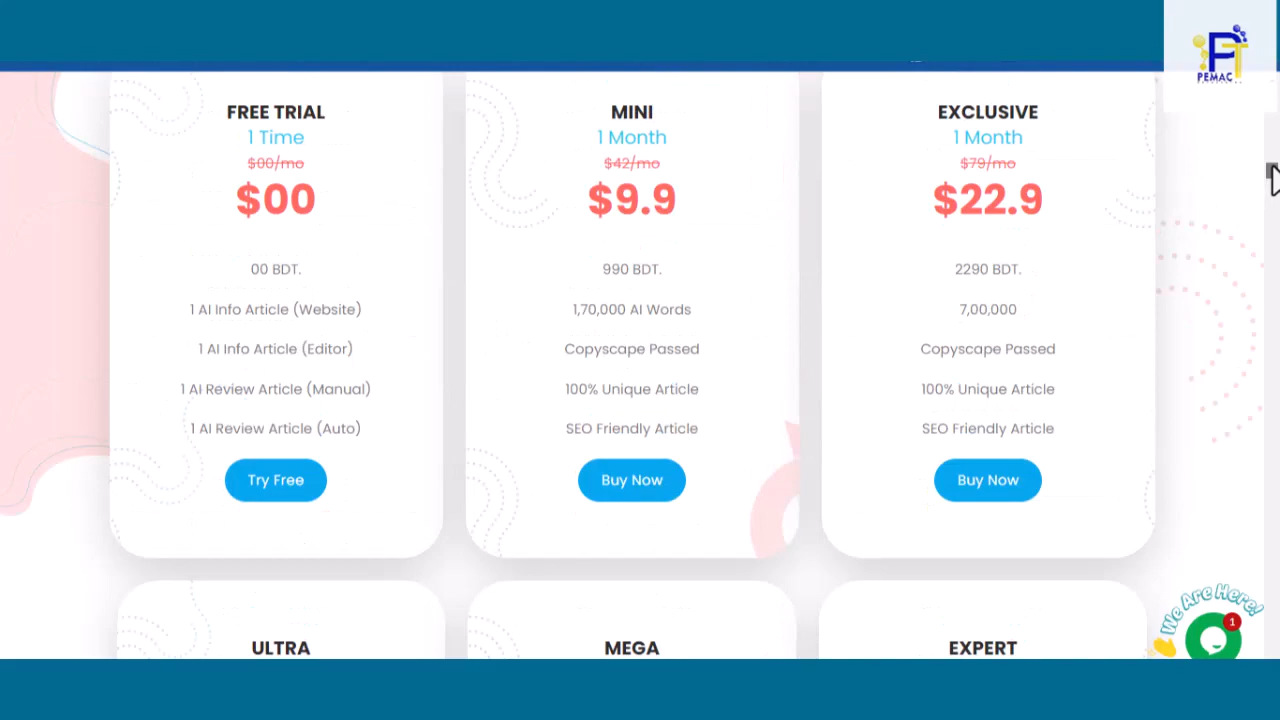 PEMAC
FREE TRIAL
1 Time
$00/mo
$00
00 BDT.
1 AI Info Article (Website)
1 AI Info Article (Editor)
1 AI Review Article (Manual)
1 AI Review Article (Auto)
Try Free
MINI
1 Month
$42/mo
$9.9
990 BDT.
1,70,000 AI Words
Copyscape Passed
100% Unique Article
SEO Friendly Article
Buy Now
EXCLUSIVE
1 Month
$79/mo
$22.9
2290 BDT.
7,00,000
Copyscape Passed
100% Unique Article
SEO Friendly Article
Buy Now
ULTRA
MEGA
EXPERT
We Are Here!
1